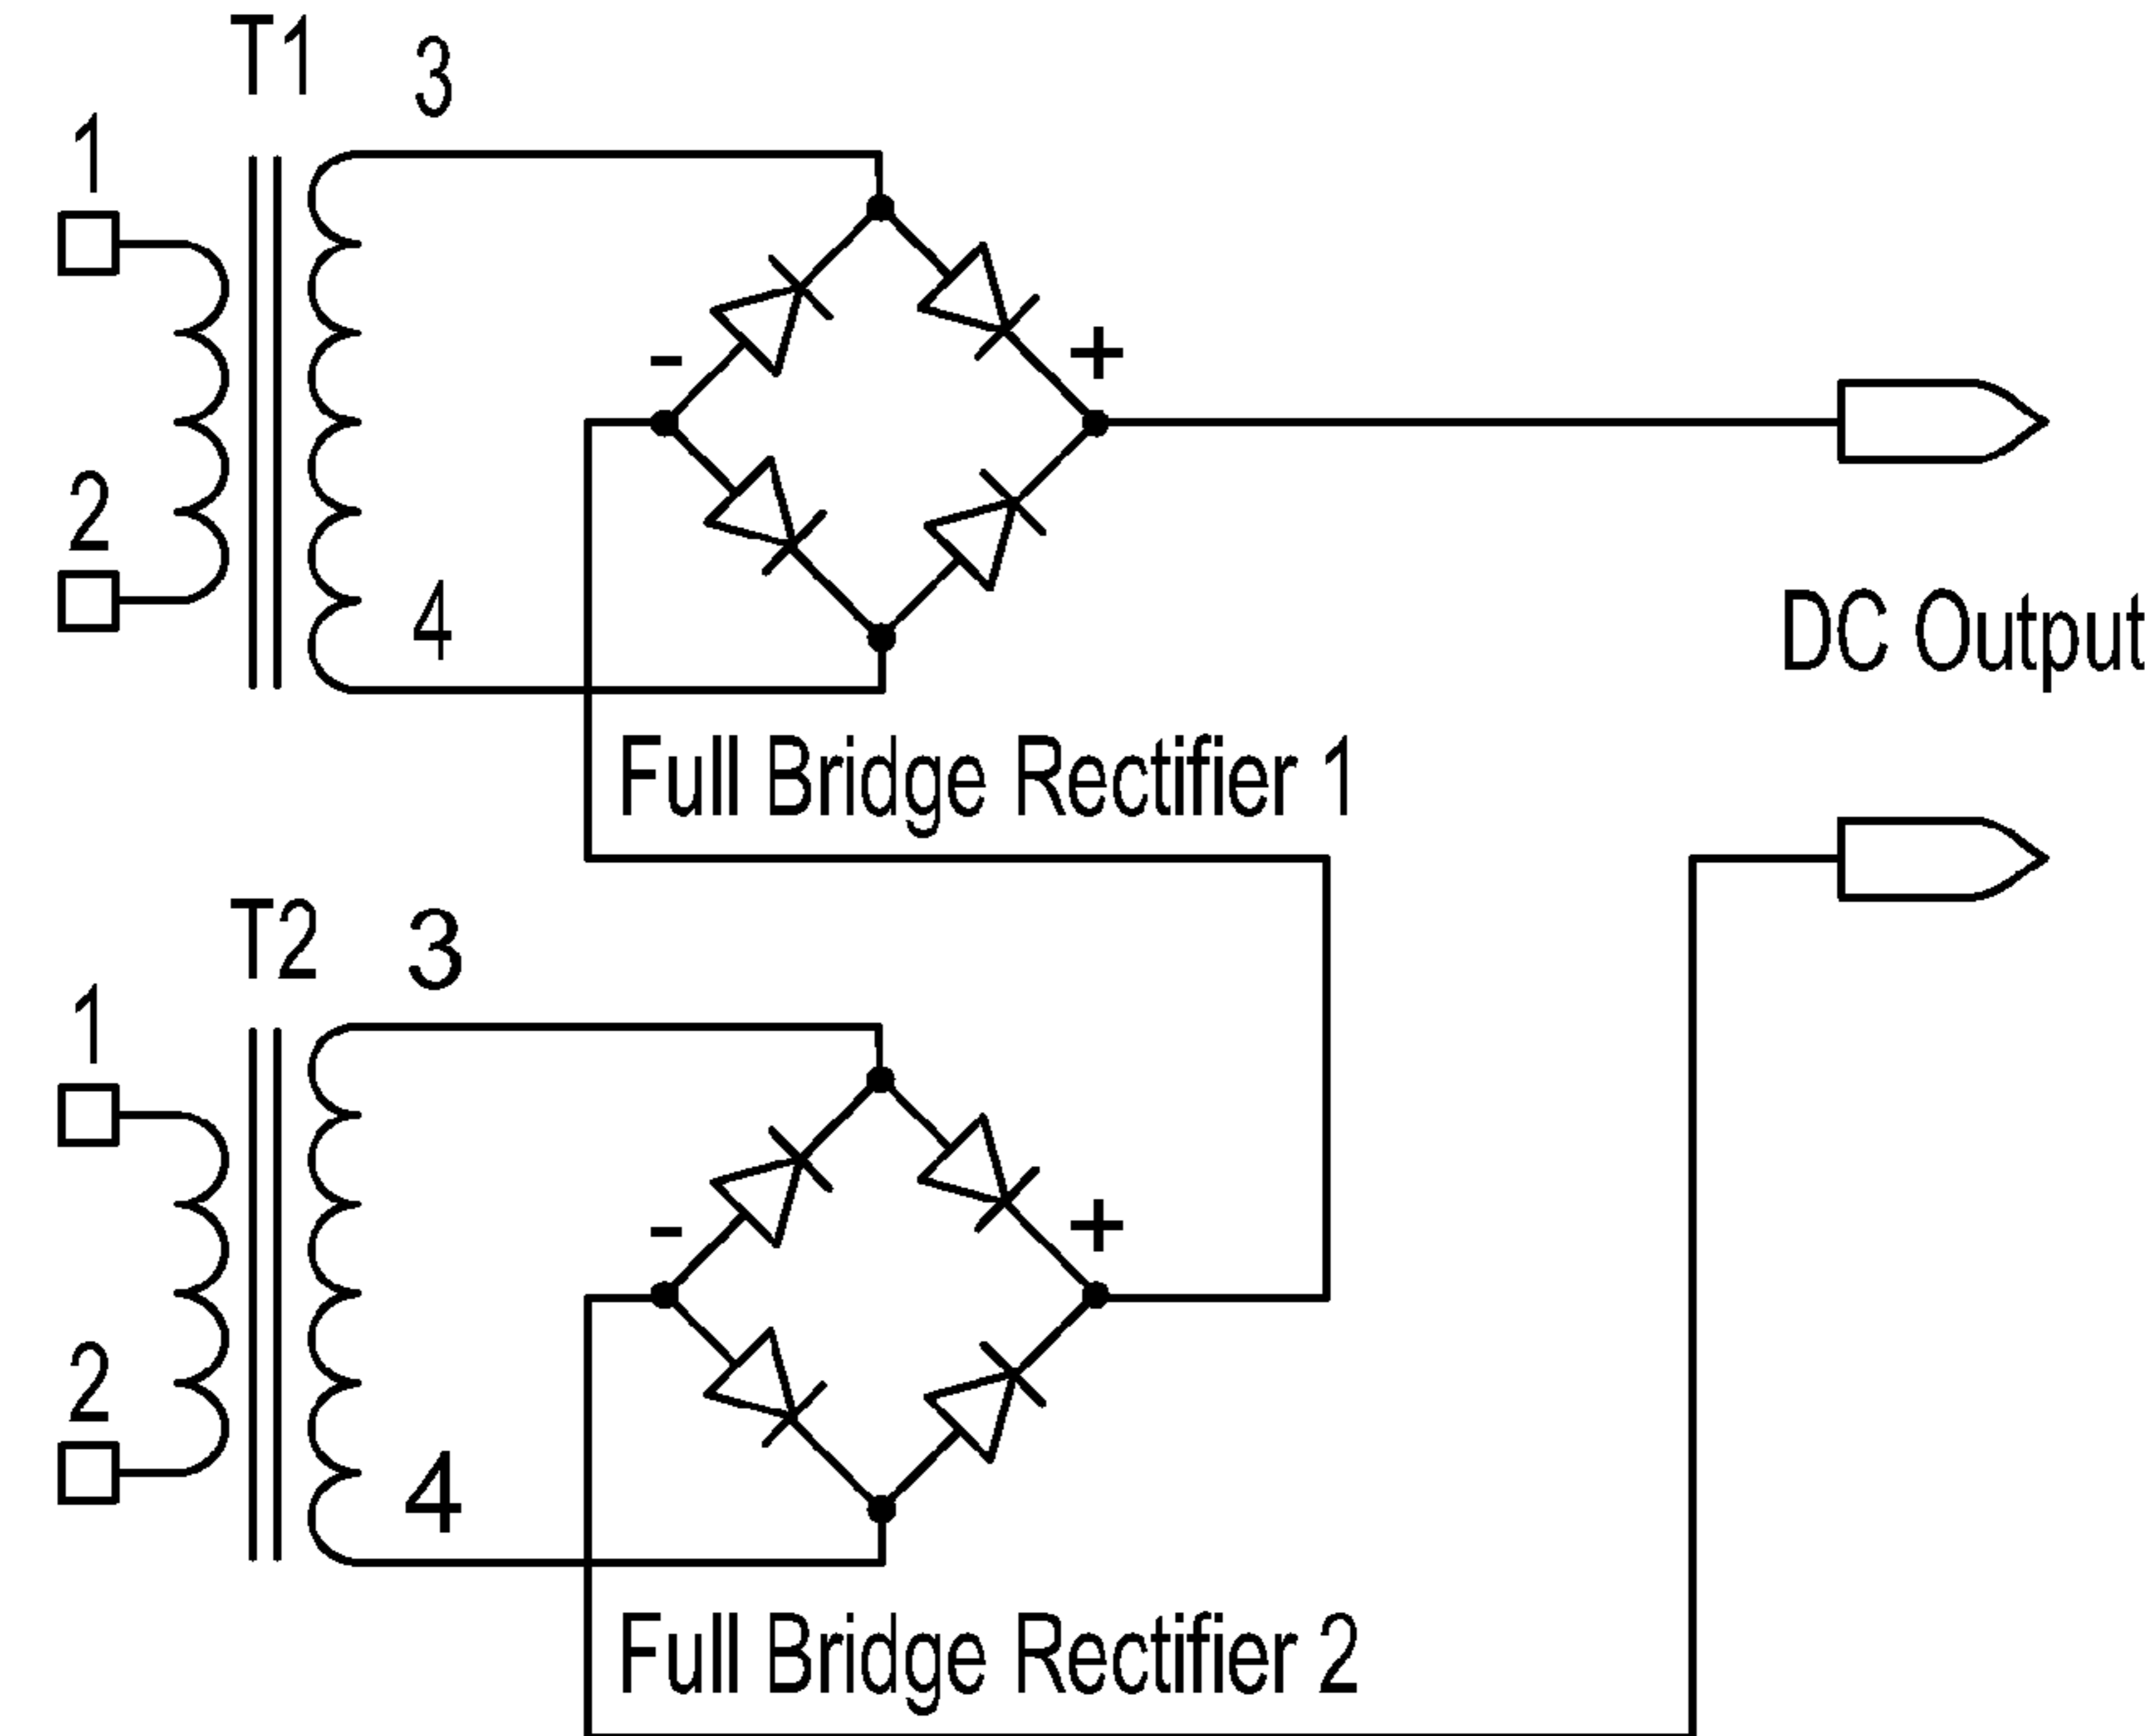 T1
3
1
- +
2
4
DC Output
Full Bridge Rectifier 1
T2
3
1
- +
2
4
Full Bridge Rectifier 2